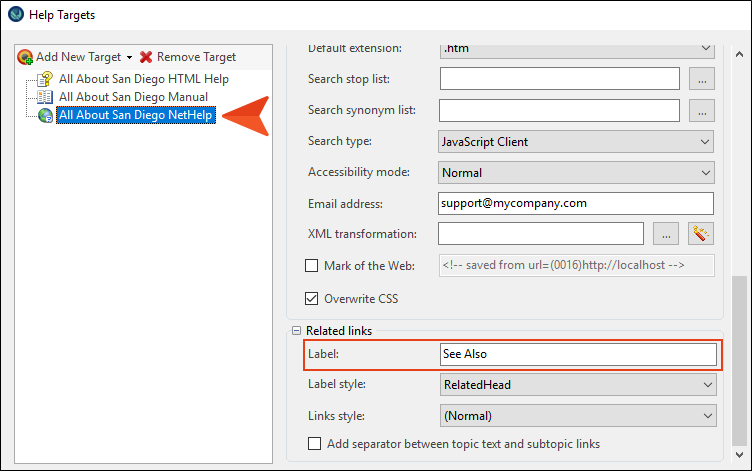 Help Targets
Add New Target
Remove Target
All About San Diego HTML Help
All About San Diego Manual
All About San Diego NetHelp
Default extension: .htm
Search stop list: ...
Search synonym list: ...
Search type: JavaScript Client
Accessibility mode: Normal
Email address: support@mycompany.com
XML transformation: ...
Mark of the Web: <!-- saved from url=(0016)http://localhost -->
Overwrite CSS
Related links
Label: See Also
Label style: RelatedHead
Links style: (Normal)
Add separator between topic text and subtopic links